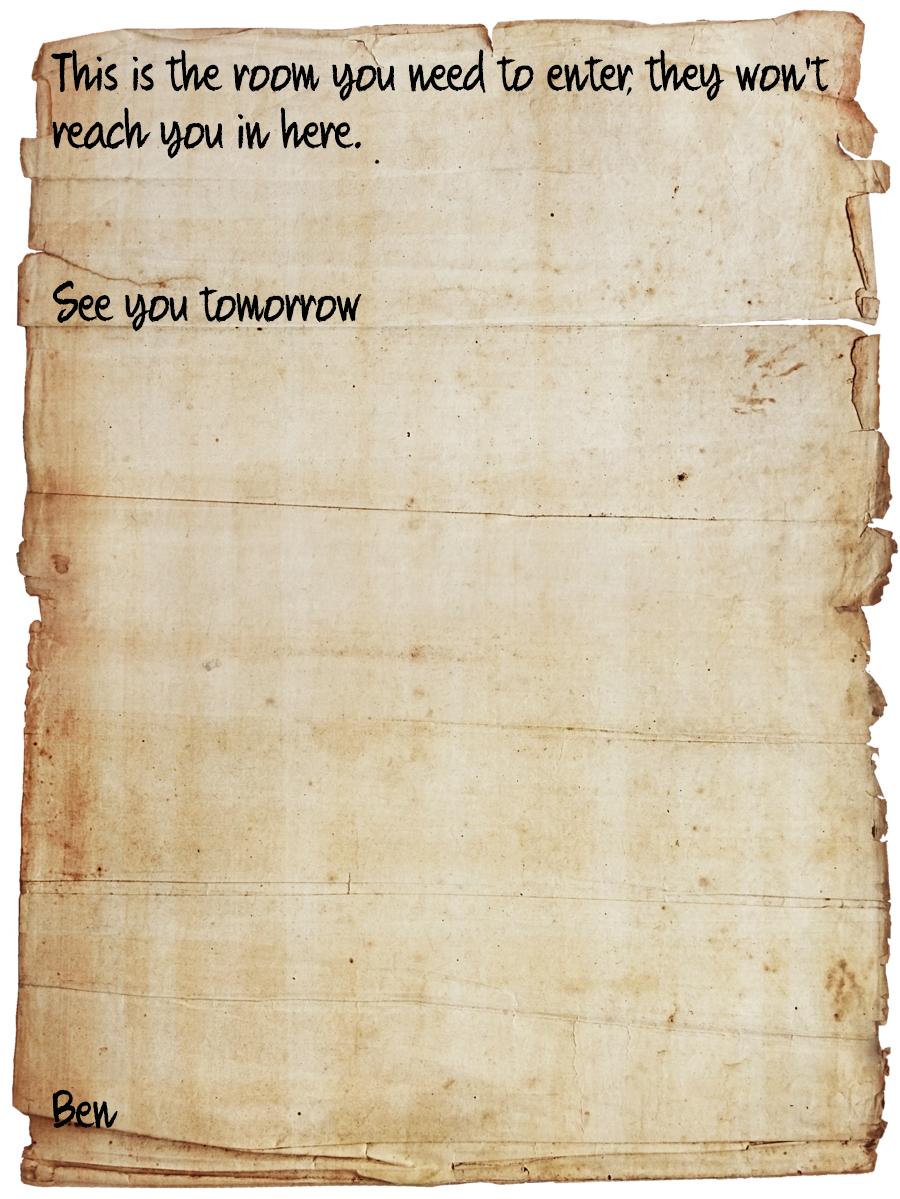 This is the room you need to enter, they won't
reach you in here.
See you tomorrow
Ben